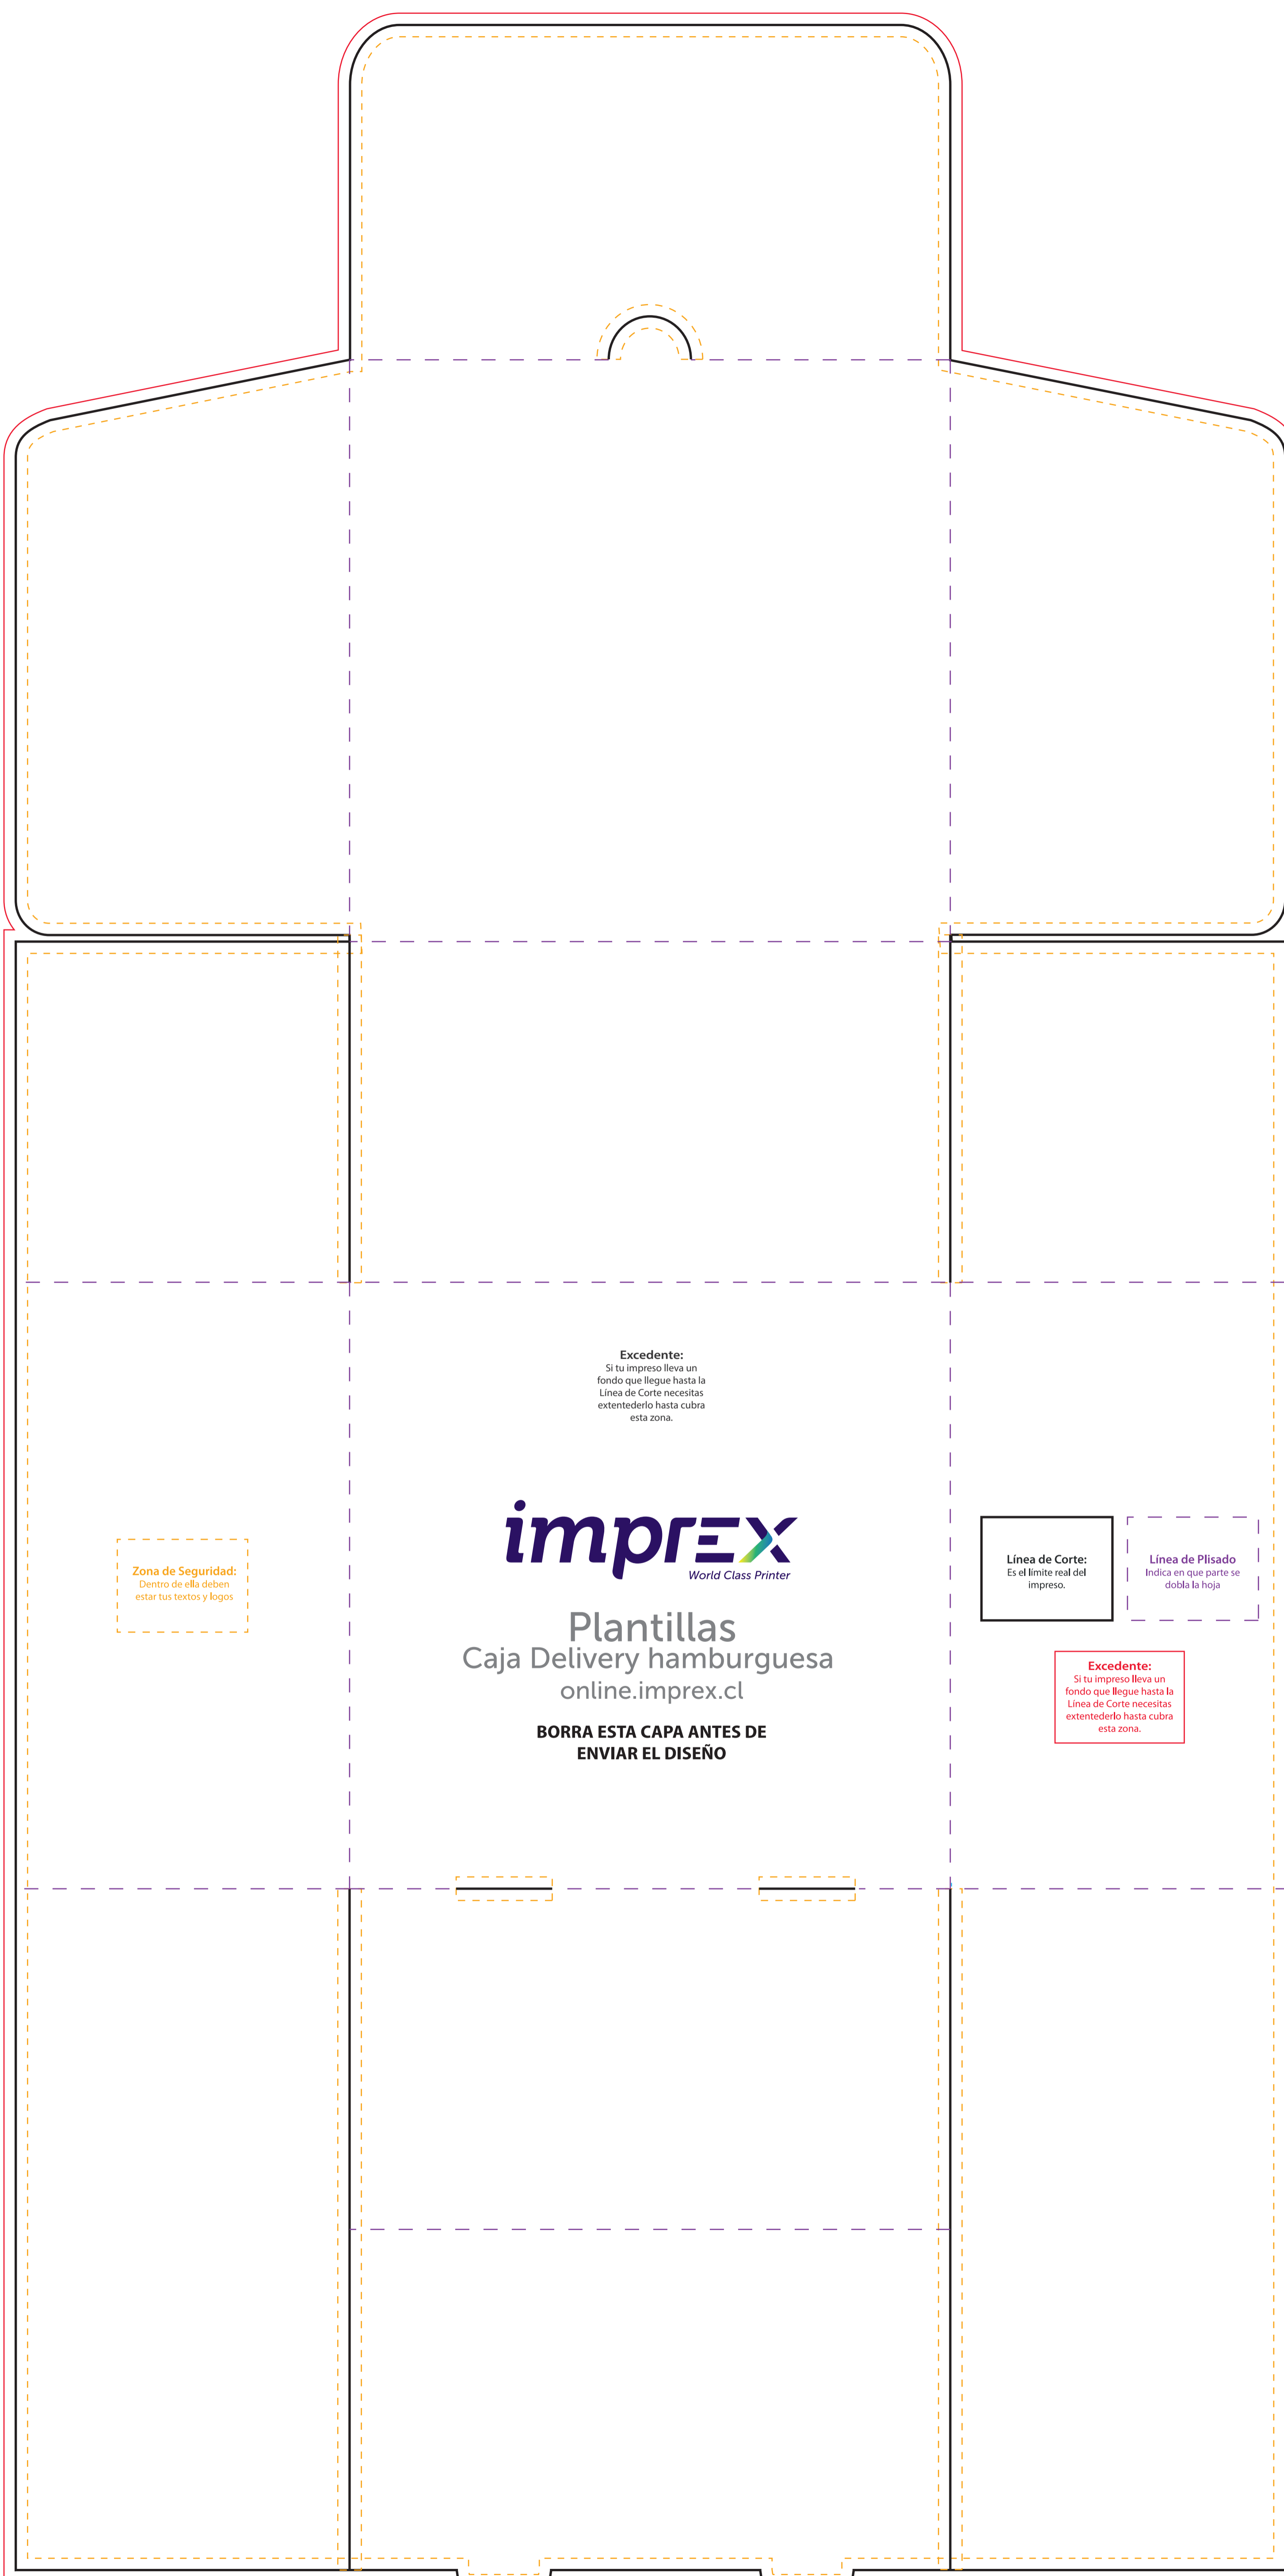 Excedente:
Si tu impreso lleva un
fondo que llegue hasta la
Línea de Corte necesitas
extentederlo hasta cubra
esta zona.
imprex
World Class Printer
Plantillas
Caja Delivery hamburguesa
online.imprex.cl
BORRA ESTA CAPA ANTES DE
ENVIAR EL DISEÑO
Zona de Seguridad:
Dentro de ella deben
estar tus textos y logos
Línea de Corte:
Es el límite real del
impreso.
Línea de Plisado
Indica en que parte se
dobla la hoja
Excedente:
Si tu impreso lleva un
fondo que llegue hasta la
Línea de Corte necesitas
extentederlo hasta cubra
esta zona.